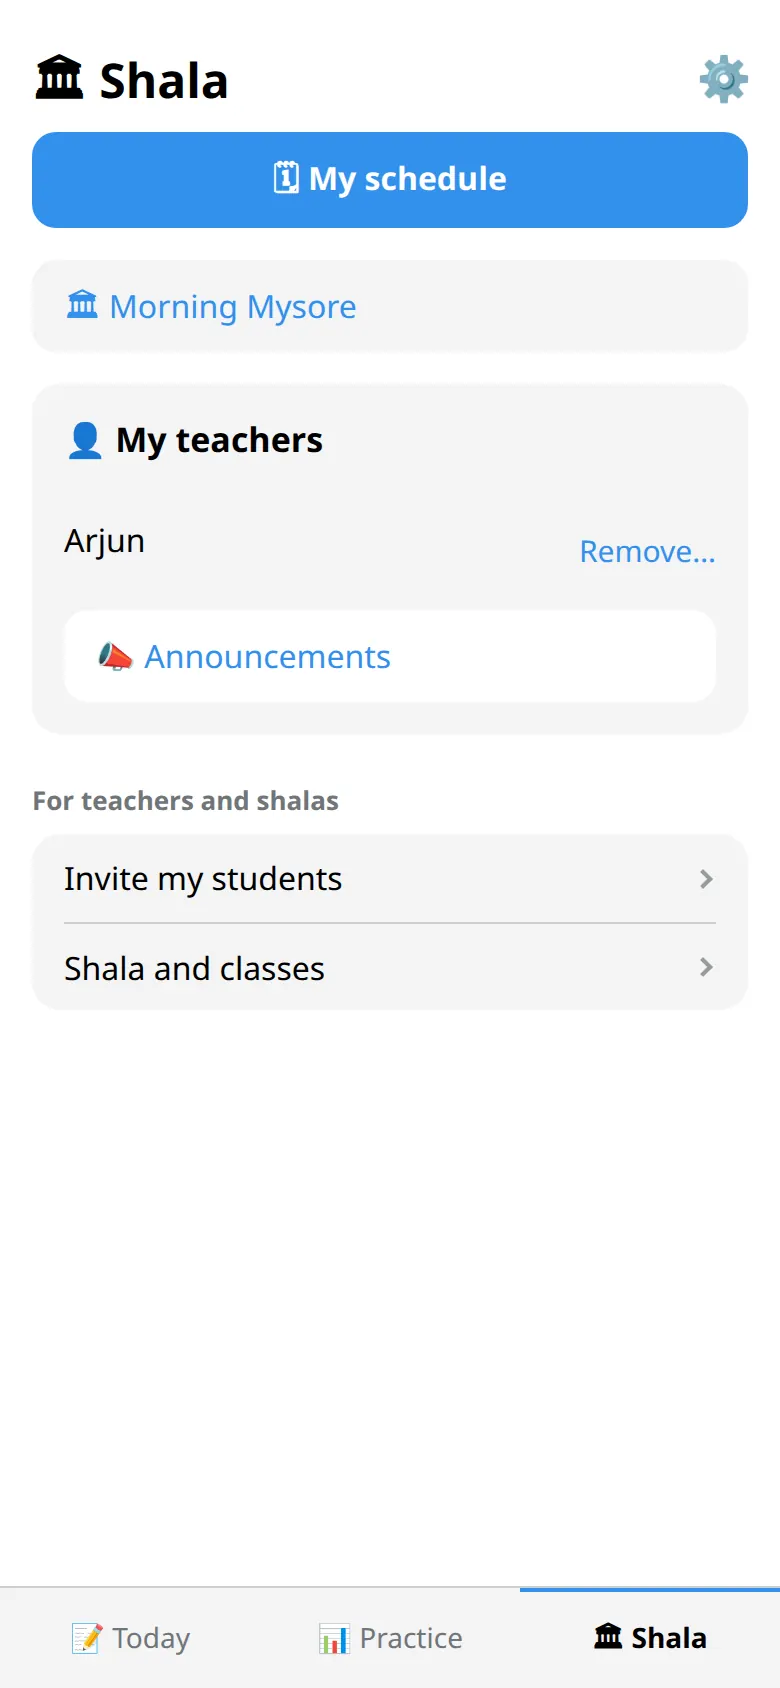 🏛 Shala ⚙️
🗓 My schedule
🏛 Morning Mysore
👤 My teachers
Arjun
Remove...
📣 Announcements
For teachers and shalas
Invite my students
Shala and classes
📝 Today
📊 Practice
🏛 Shala